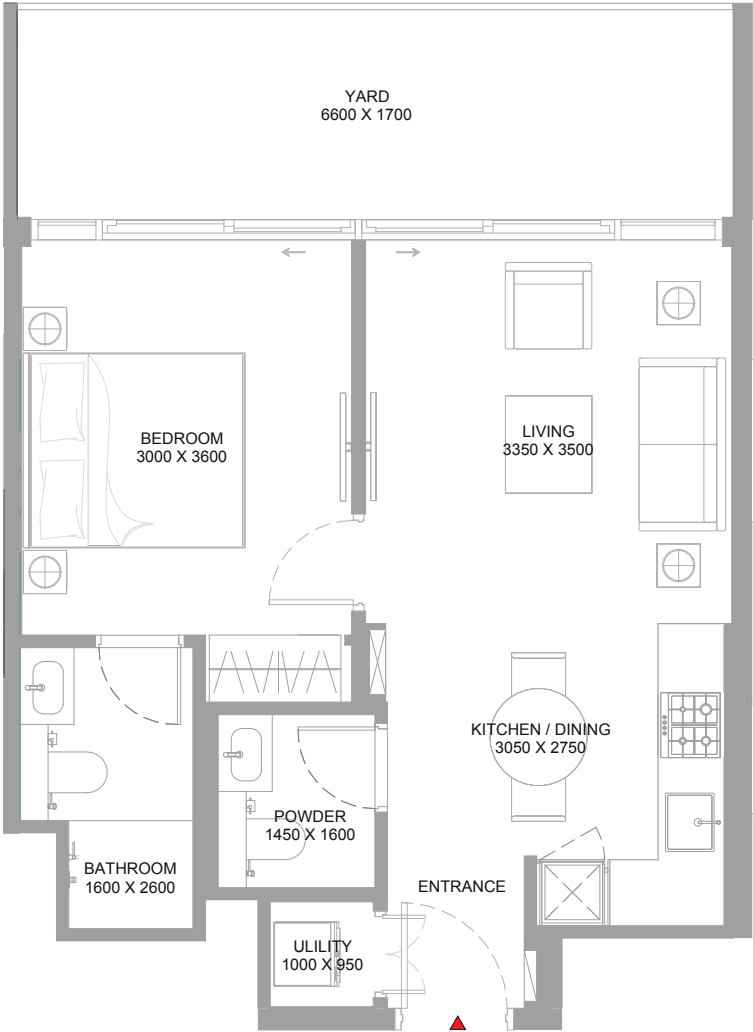 YARD
6600 X 1700
BEDROOM
3000 X 3600
LIVING
3350 X 3500
KITCHEN / DINING
3050 X 2750
POWDER
1450 X 1600
BATHROOM
1600 X 2600
ENTRANCE
ULILITY
1000 X 950